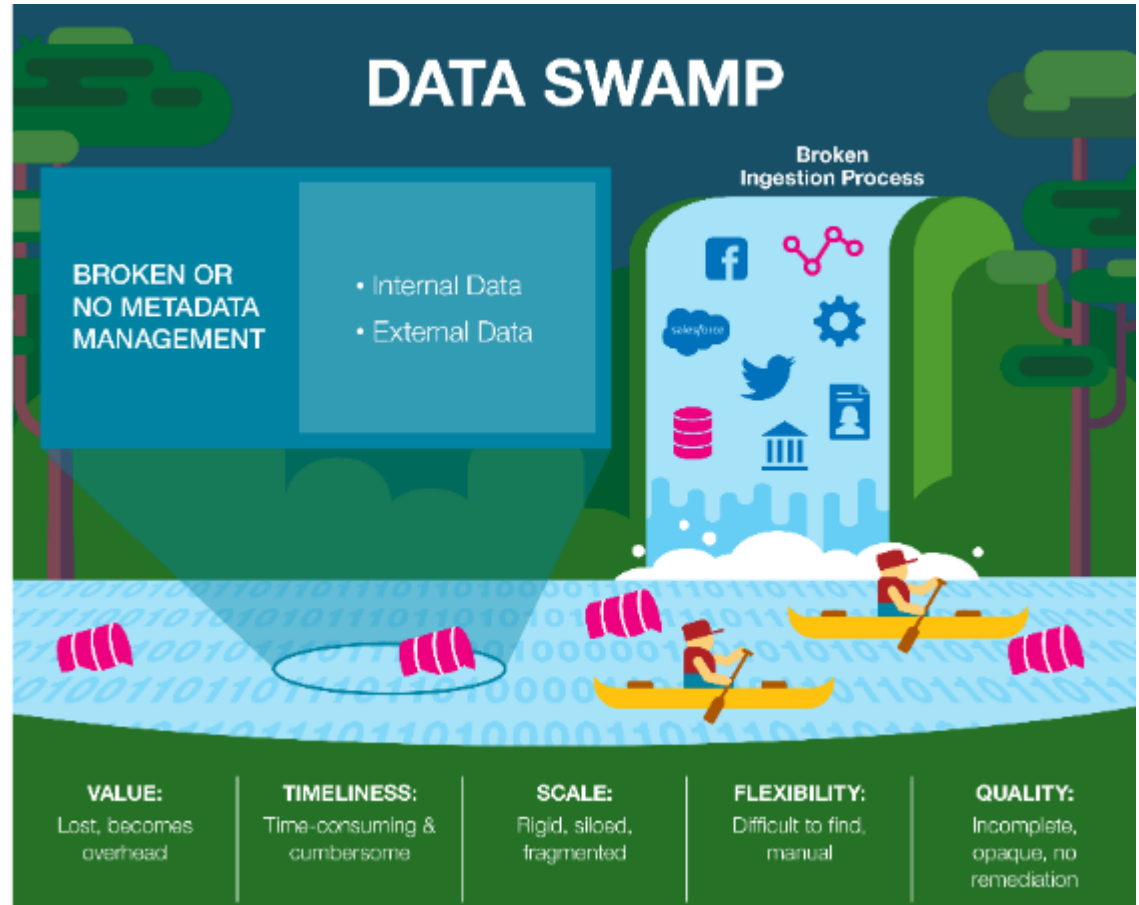 DATA SWAMP
Broken
Ingestion Process
BROKEN OR
NO METADATA
MANAGEMENT
• Internal Data
• External Data
salesforce
VALUE:
Lost, becomes
overhead
TIMELINESS:
Time-consuming &
cumbersome
SCALE:
Rigid, siloed,
fragmented
FLEXIBILITY:
Difficult to find,
manual
QUALITY:
Incomplete,
opaque, no
remediation